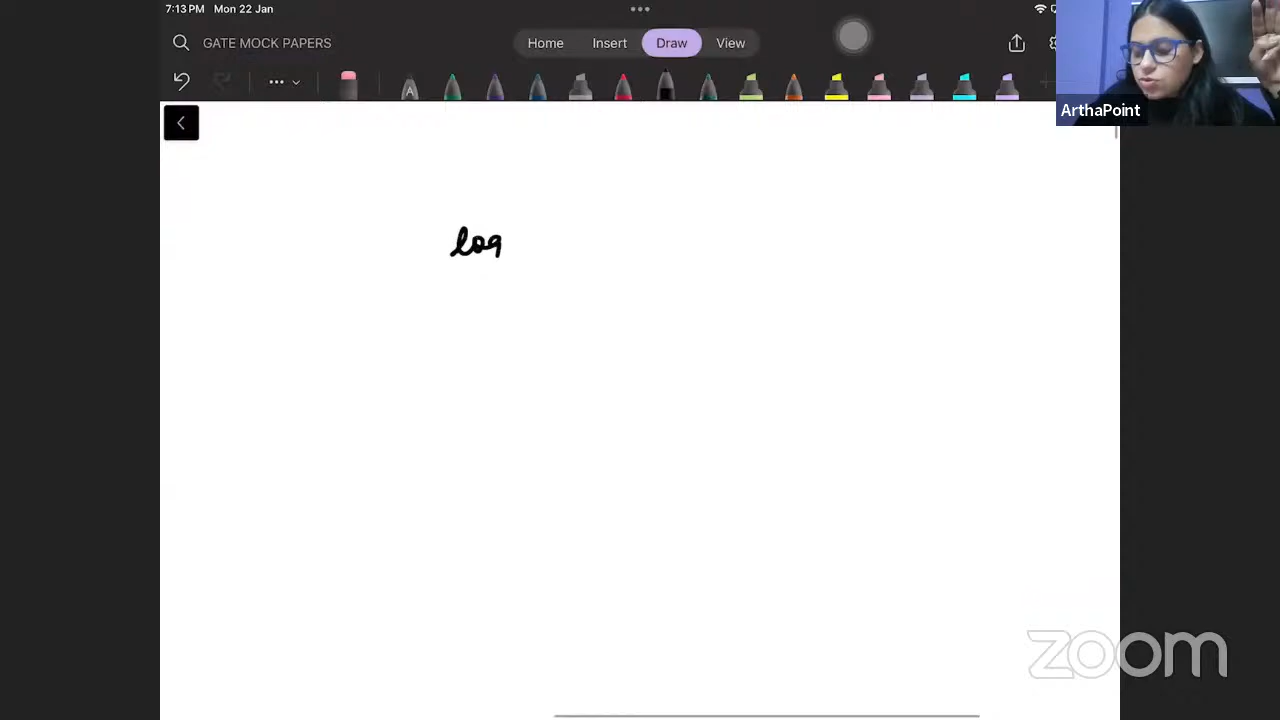 7:13 PM Mon 22 Jan
GATE MOCK PAPERS
Home Insert Draw View
A
ArthaPoint
log
zoom